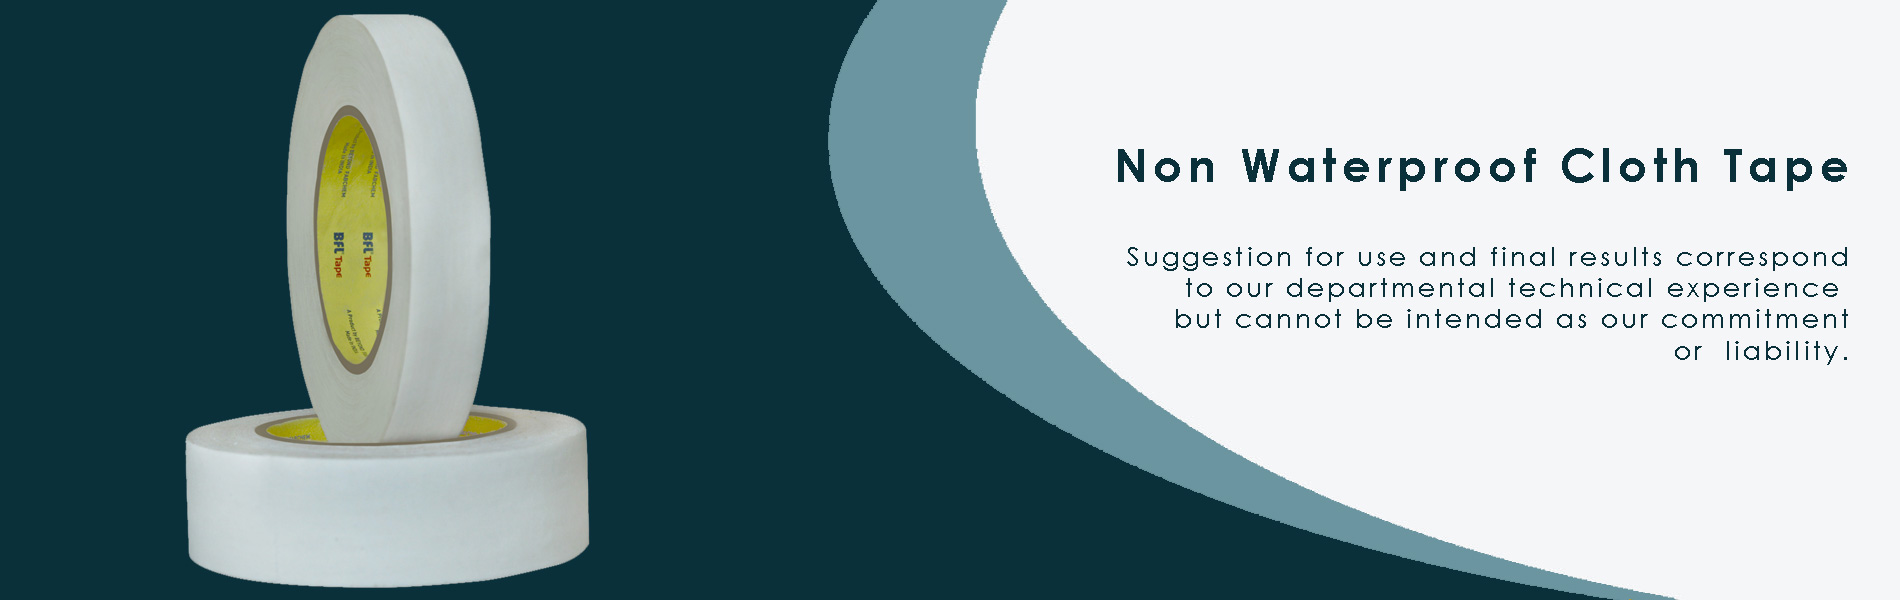 Non Waterproof Cloth Tape
Suggestion for use and final results correspond
to our departmental technical experience
but cannot be intended as our commitment
or liability.
BFL Tape
BFL Tape